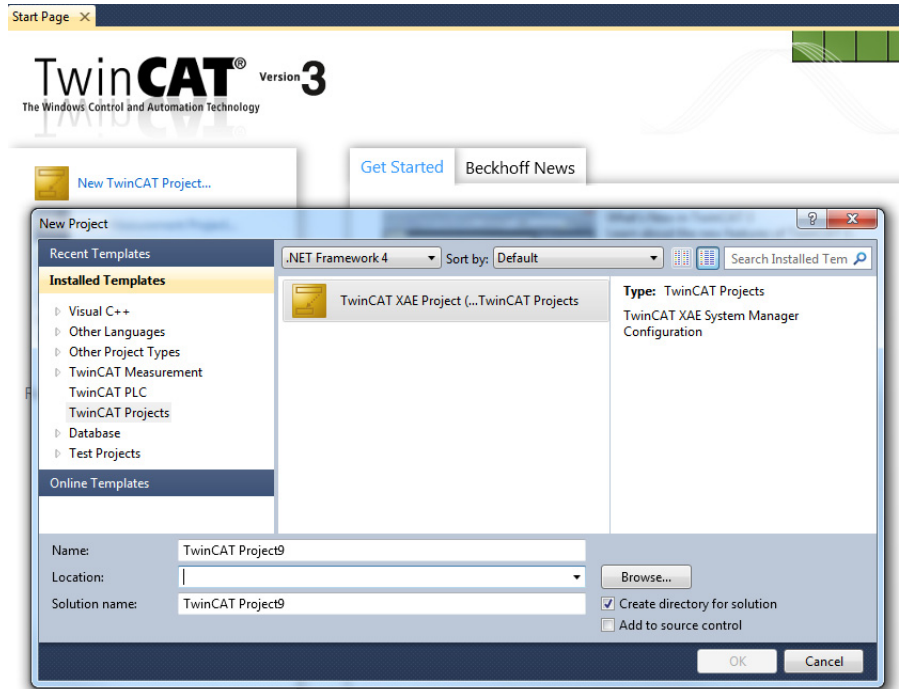 Start Page
TwinCAT® Version 3
The Windows Control and Automation Technology
New TwinCAT Project...
Get Started Beckhoff News
New Project
Recent Templates
.NET Framework 4 Sort by: Default Search Installed Tem
Installed Templates
Visual C++
Other Languages
Other Project Types
TwinCAT Measurement
TwinCAT PLC
TwinCAT Projects
Database
Test Projects
Online Templates
TwinCAT XAE Project (...TwinCAT Projects
Type: TwinCAT Projects
TwinCAT XAE System Manager
Configuration
Name: TwinCAT Project9
Location: Browse...
Solution name: TwinCAT Project9 Create directory for solution
Add to source control
OK Cancel